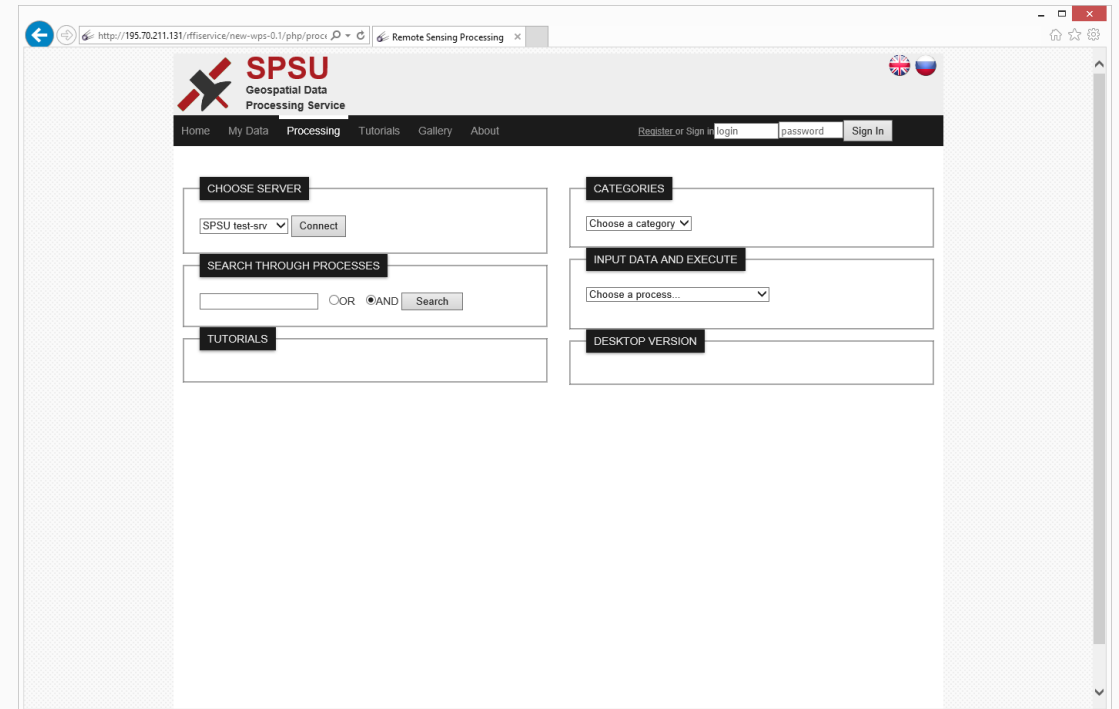 http://195.70.211.131/rffiservice/new-wps-0.1/php/proc
Remote Sensing Processing
SPSU
Geospatial Data
Processing Service
Home My Data Processing Tutorials Gallery About Register or Sign in login password Sign In
CHOOSE SERVER
SPSU test-srv Connect
SEARCH THROUGH PROCESSES
OR AND Search
TUTORIALS
CATEGORIES
Choose a category
INPUT DATA AND EXECUTE
Choose a process...
DESKTOP VERSION